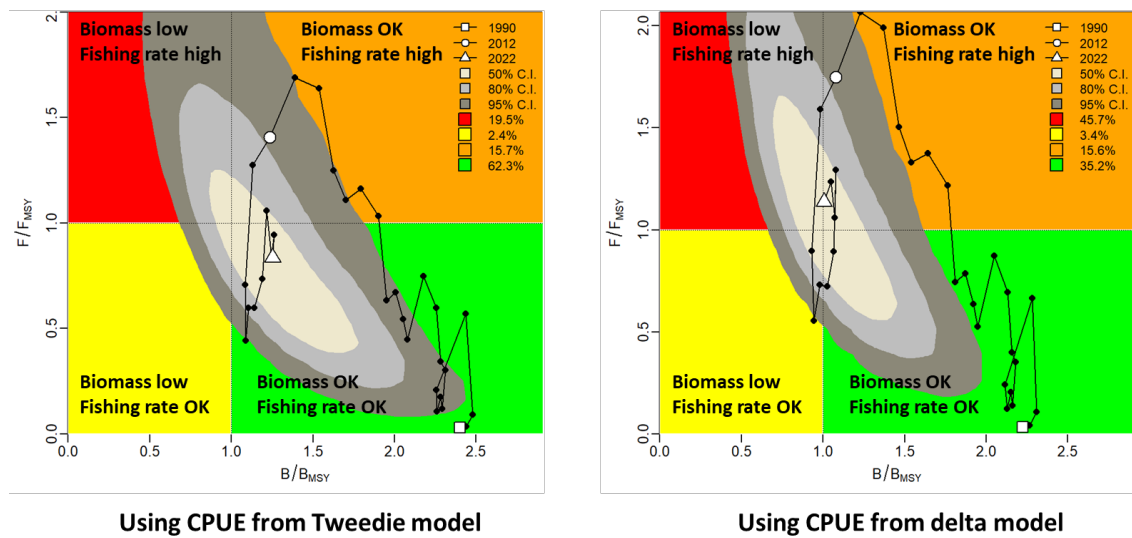 Biomass low
Fishing rate high
Biomass OK
Fishing rate high
1990
2012
2022
50% C.I.
80% C.I.
95% C.I.
19.5%
2.4%
15.7%
62.3%
Biomass low
Fishing rate OK
Biomass OK
Fishing rate OK
2.
1.5
1.0
0.5
0.0
F/F_MSY
0.0 0.5 1.0 1.5 2.0 2.5
B/B_MSY
Using CPUE from Tweedie model
Biomass low
Fishing rate high
Biomass OK
Fishing rate high
1990
2012
2022
50% C.I.
80% C.I.
95% C.I.
45.7%
3.4%
15.6%
35.2%
Biomass low
Fishing rate OK
Biomass OK
Fishing rate OK
2.0
1.5
1.0
0.5
0.0
F/F_MSY
0.0 0.5 1.0 1.5 2.0 2.5
B/B_MSY
Using CPUE from delta model